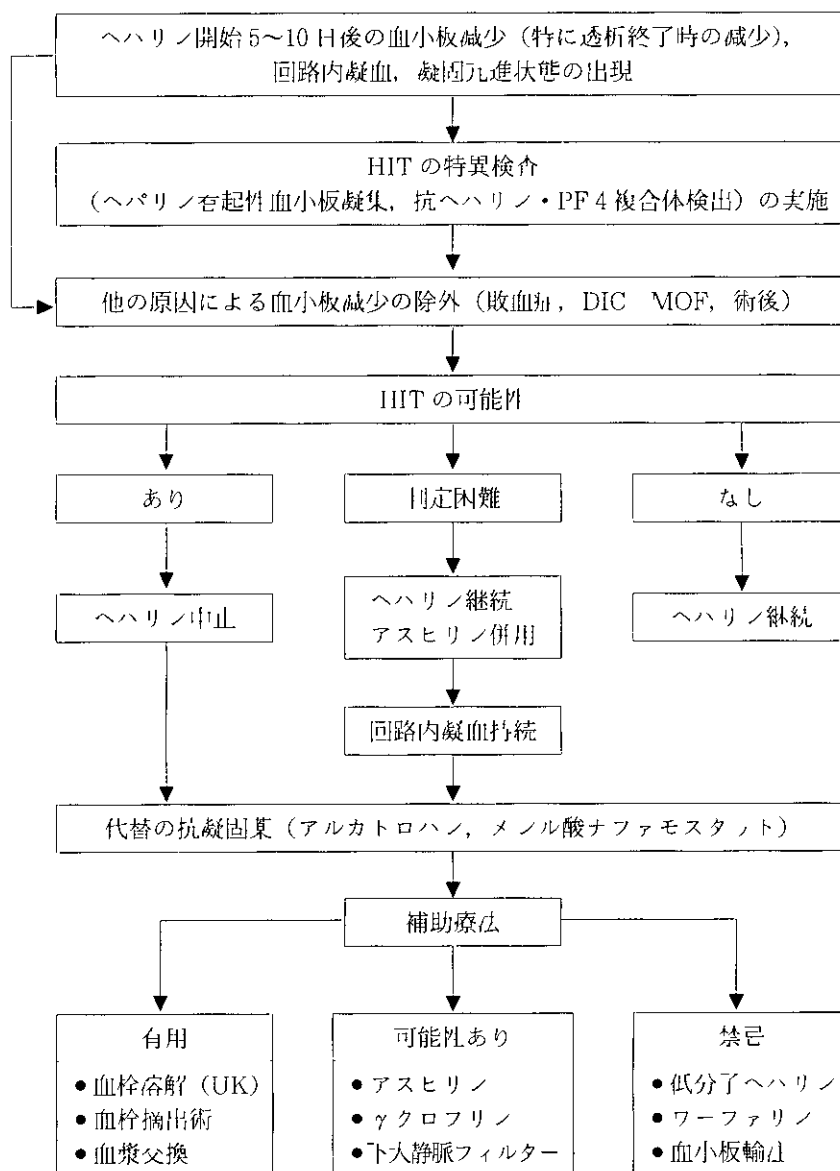 ヘパリン開始5〜10日後の血小板減少（特に透析終了時の減少），
回路内凝血，凝固亢進状態の出現
HITの特異検査
（ヘパリン惹起性血小板凝集，抗ヘパリン・PF4複合体検出）の実施
他の原因による血小板減少の除外（敗血症，DIC　MOF，術後）
HITの可能性
あり
判定困難
なし
ヘパリン中止
ヘパリン継続
アスピリン併用
ヘパリン継続
回路内凝血持続
代替の抗凝固薬（アルガトロバン，メシル酸ナファモスタット）
補助療法
有用
●血栓溶解（UK）
●血栓摘出術
●血漿交換
可能性あり
●アスピリン
●γグロブリン
●下大静脈フィルター
禁忌
●低分子ヘパリン
●ワーファリン
●血小板輸注